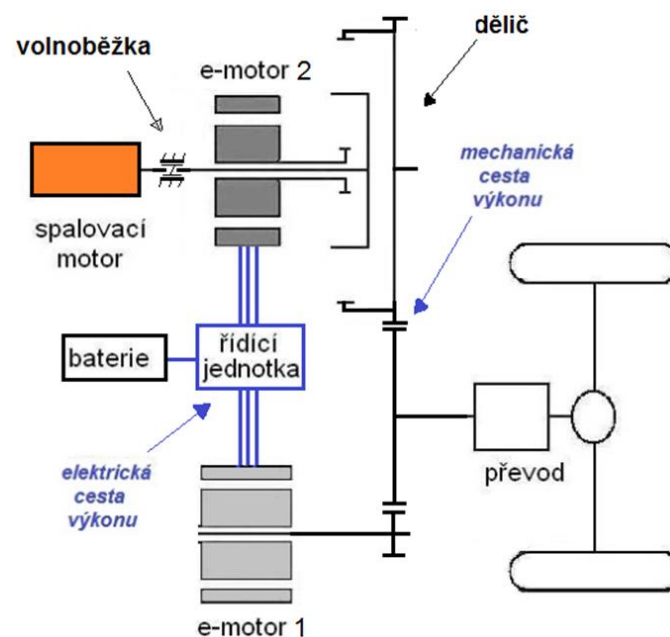 volnoběžka
dělič
e-motor 2
mechanická
cesta
výkonu
spalovací
motor
baterie
řídící
jednotka
převod
elektrická
cesta
výkonu
e-motor 1